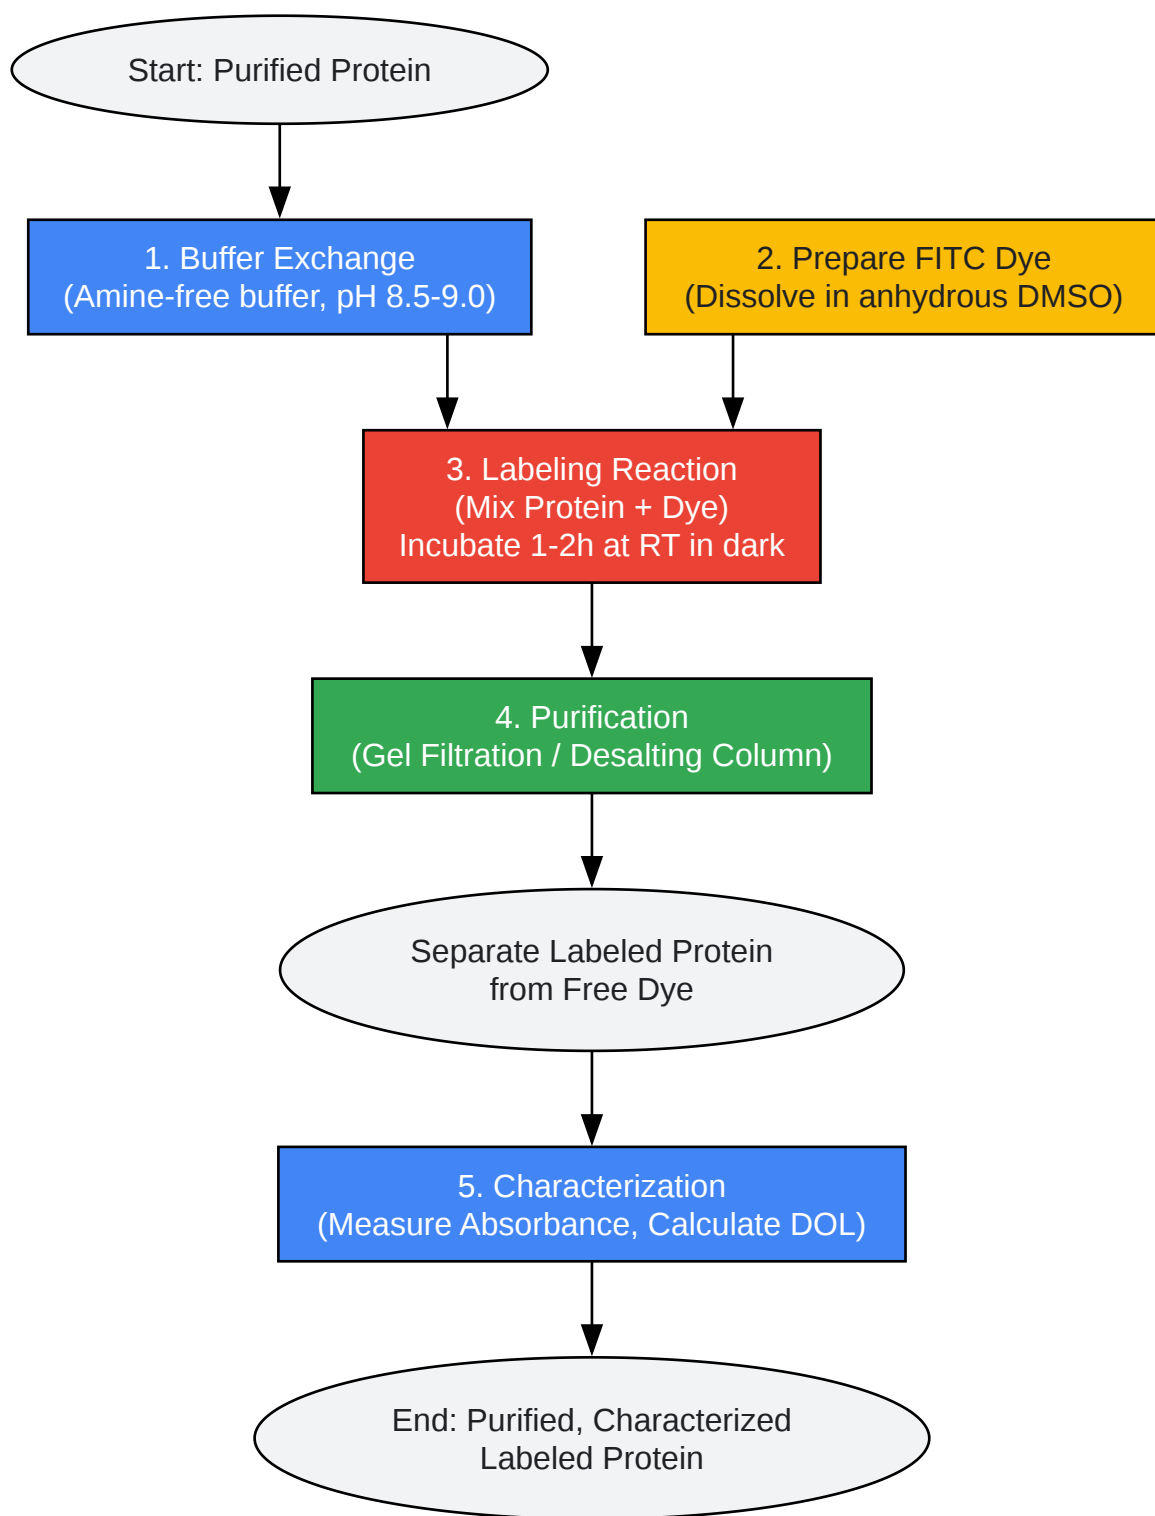 Start: Purified Protein
1. Buffer Exchange
(Amine-free buffer, pH 8.5-9.0)
2. Prepare FITC Dye
(Dissolve in anhydrous DMSO)
3. Labeling Reaction
(Mix Protein + Dye)
Incubate 1-2h at RT in dark
4. Purification
(Gel Filtration / Desalting Column)
Separate Labeled Protein
from Free Dye
5. Characterization
(Measure Absorbance, Calculate DOL)
End: Purified, Characterized
Labeled Protein